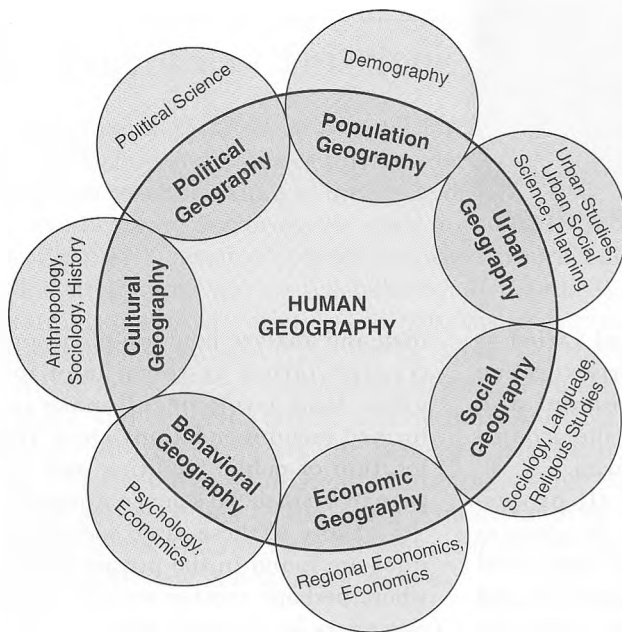 Demography
Population
Geography
Urban Studies,
Urban Social
Science, Planning
Urban
Geography
HUMAN
GEOGRAPHY
Social
Geography
Sociology, Language,
Religous Studies
Economic
Geography
Regional Economics,
Economics
Behavioral
Geography
Psychology,
Economics
Cultural
Geography
Anthropology,
Sociology, History
Political
Geography
Political Science